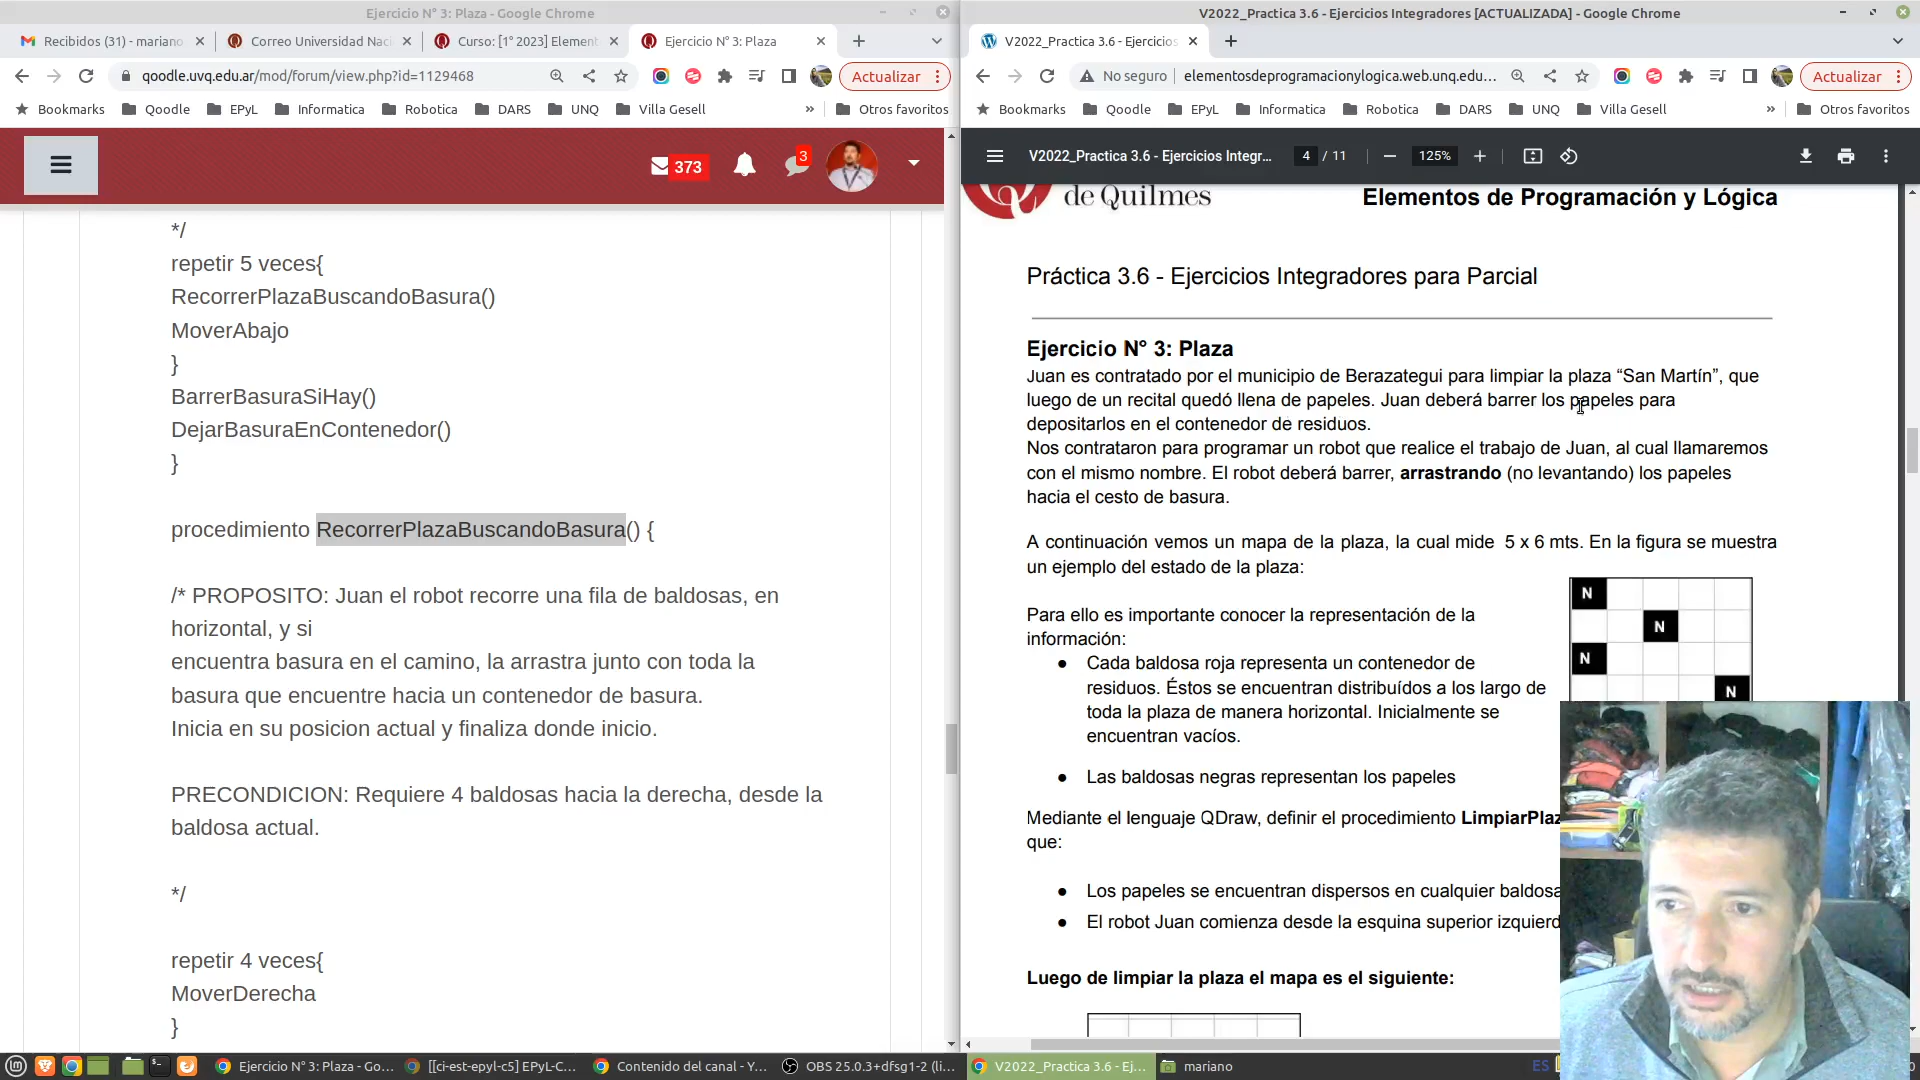 Ejercicio N° 3: Plaza - Google Chrome
Recibidos (31) - mariano
Correo Universidad Naci
Curso: [1° 2023] Element
Ejercicio N° 3: Plaza
qoodle.uvq.edu.ar/mod/forum/view.php?id=1129468
Actualizar
Bookmarks
Qoodle
EPyL
Informatica
Robotica
DARS
UNQ
Villa Gesell
»
Otros favoritos
373
3
*/
repetir 5 veces{
RecorrerPlazaBuscandoBasura()
MoverAbajo
}
BarrerBasuraSiHay()
DejarBasuraEnContenedor()
}
procedimiento RecorrerPlazaBuscandoBasura() {
/* PROPOSITO: Juan el robot recorre una fila de baldosas, en
horizontal, y si
encuentra basura en el camino, la arrastra junto con toda la
basura que encuentre hacia un contenedor de basura.
Inicia en su posicion actual y finaliza donde inicio.
PRECONDICION: Requiere 4 baldosas hacia la derecha, desde la
baldosa actual.
*/
repetir 4 veces{
MoverDerecha
}
V2022_Practica 3.6 - Ejercicios Integradores [ACTUALIZADA] - Google Chrome
V2022_Practica 3.6 - Ejercicios
No seguro
elementosdeprogramacionylogica.web.unq.edu...
Actualizar
Bookmarks
Qoodle
EPyL
Informatica
Robotica
DARS
UNQ
Villa Gesell
»
Otros favoritos
V2022_Practica 3.6 - Ejercicios Integr...
4 / 11
125%
de Quilmes
Elementos de Programación y Lógica
Práctica 3.6 - Ejercicios Integradores para Parcial
Ejercicio N° 3: Plaza
Juan es contratado por el municipio de Berazategui para limpiar la plaza “San Martín”, que
luego de un recital quedó llena de papeles. Juan deberá barrer los papeles para
depositarlos en el contenedor de residuos.
Nos contrataron para programar un robot que realice el trabajo de Juan, al cual llamaremos
con el mismo nombre. El robot deberá barrer, arrastrando (no levantando) los papeles
hacia el cesto de basura.
A continuación vemos un mapa de la plaza, la cual mide 5 x 6 mts. En la figura se muestra
un ejemplo del estado de la plaza:
N
N
N
N
Para ello es importante conocer la representación de la
información:
● Cada baldosa roja representa un contenedor de
residuos. Éstos se encuentran distribuídos a los largo de
toda la plaza de manera horizontal. Inicialmente se
encuentran vacíos.
● Las baldosas negras representan los papeles
Mediante el lenguaje QDraw, definir el procedimiento LimpiarPlaz
que:
● Los papeles se encuentran dispersos en cualquier baldosa
● El robot Juan comienza desde la esquina superior izquierd
Luego de limpiar la plaza el mapa es el siguiente:
Ejercicio N° 3: Plaza - Go...
[[ci-est-epyl-c5] EPyL-C...
Contenido del canal - Y...
OBS 25.0.3+dfsg1-2 (li...
V2022_Practica 3.6 - Ej...
mariano
ES